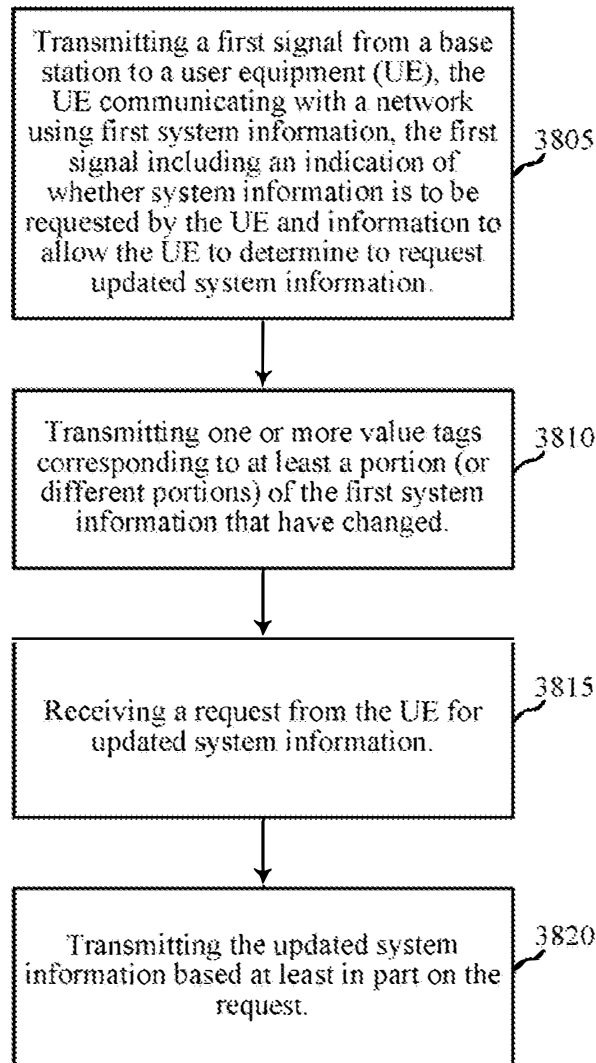 Transmitting a first signal from a base
station to a user equipment (UE), the
UE communicating with a network
using first system information, the first
signal including an indication of
whether system information is to be
requested by the UE and information to
allow the UE to determine to request
updated system information.
3805
Transmitting one or more value tags
corresponding to at least a portion (or
different portions) of the first system
information that have changed.
3810
Receiving a request from the UE for
updated system information.
3815
Transmitting the updated system
information based at least in part on the
request.
3820